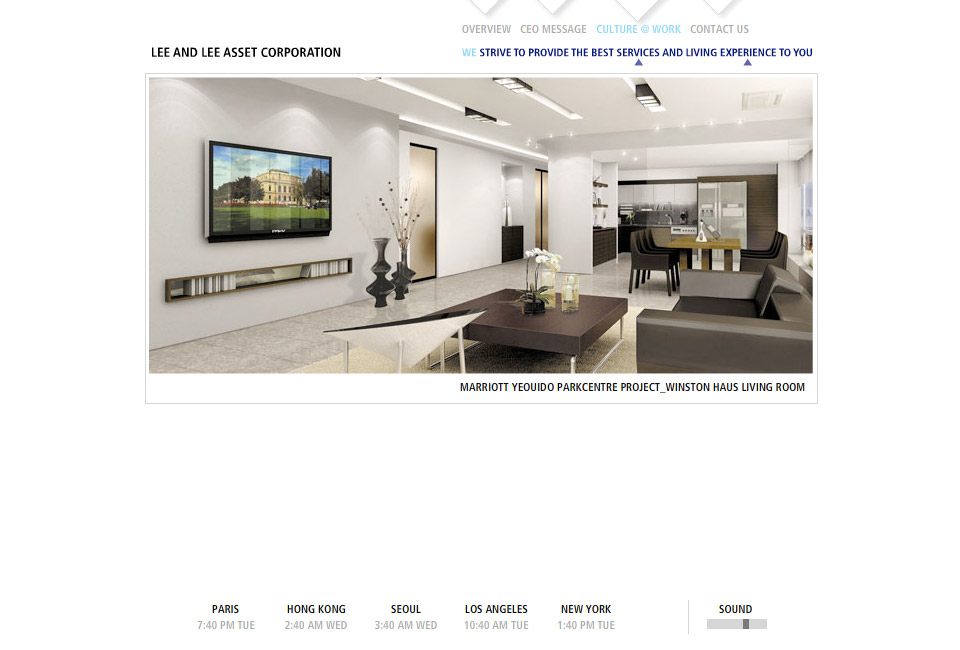 OVERVIEW CEO MESSAGE CULTURE @ WORK CONTACT US
LEE AND LEE ASSET CORPORATION
WE STRIVE TO PROVIDE THE BEST SERVICES AND LIVING EXPERIENCE TO YOU
MARRIOTT YEOUIDO PARKCENTRE PROJECT_WINSTON HAUS LIVING ROOM
PARIS HONG KONG SEOUL LOS ANGELES NEW YORK SOUND
7:40 PM TUE 2:40 AM WED 3:40 AM WED 10:40 AM TUE 1:40 PM TUE